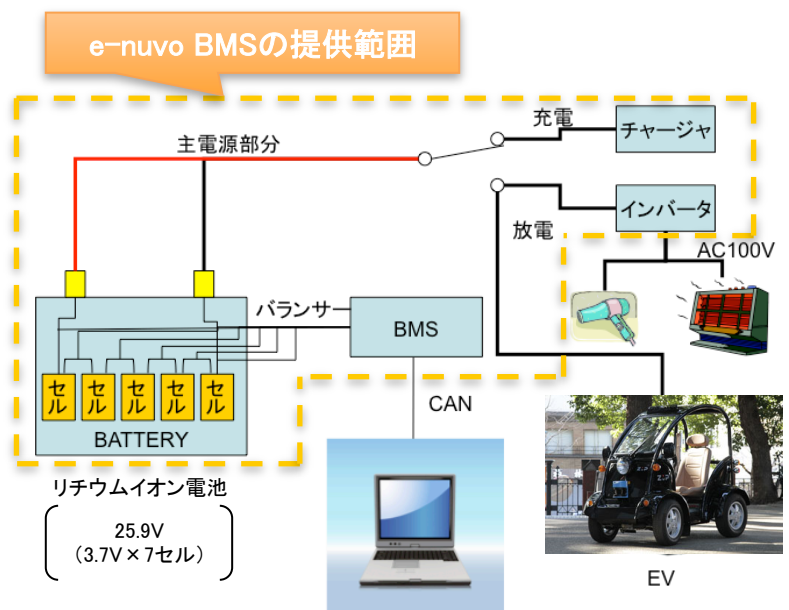 e-nuvo BMSの提供範囲
主電源部分
充電
チャージャ
放電
インバータ
AC100V
バランサー
BMS
セル
セル
セル
セル
セル
BATTERY
CAN
リチウムイオン電池
25.9V
（3.7V×7セル）
EV